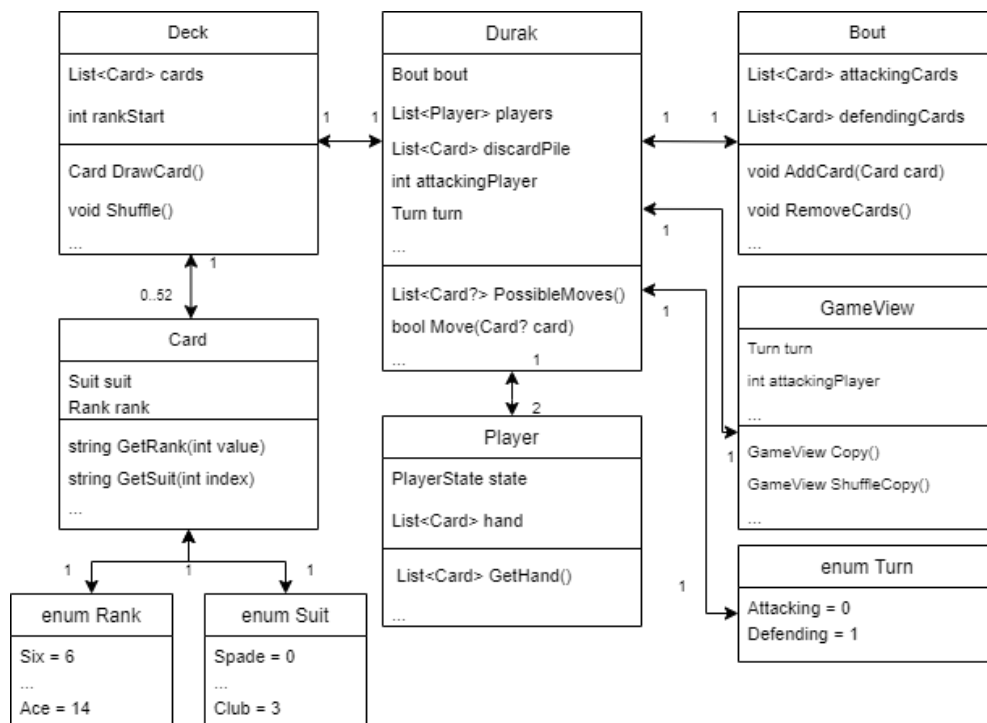 Deck
List<Card> cards
int rankStart
Card DrawCard()
void Shuffle()
...
1
1
Durak
Bout bout
List<Player> players
List<Card> discardPile
int attackingPlayer
Turn turn
...
List<Card?> PossibleMoves()
bool Move(Card? card)
...
1
1
1
Bout
List<Card> attackingCards
List<Card> defendingCards
void AddCard(Card card)
void RemoveCards()
...
1
0..52
Card
Suit suit
Rank rank
string GetRank(int value)
string GetSuit(int index)
...
1
1
1
enum Rank
Six = 6
...
Ace = 14
enum Suit
Spade = 0
...
Club = 3
2
Player
PlayerState state
List<Card> hand
List<Card> GetHand()
...
1
1
GameView
Turn turn
int attackingPlayer
...
GameView Copy()
GameView ShuffleCopy()
...
1
1
enum Turn
Attacking = 0
Defending = 1